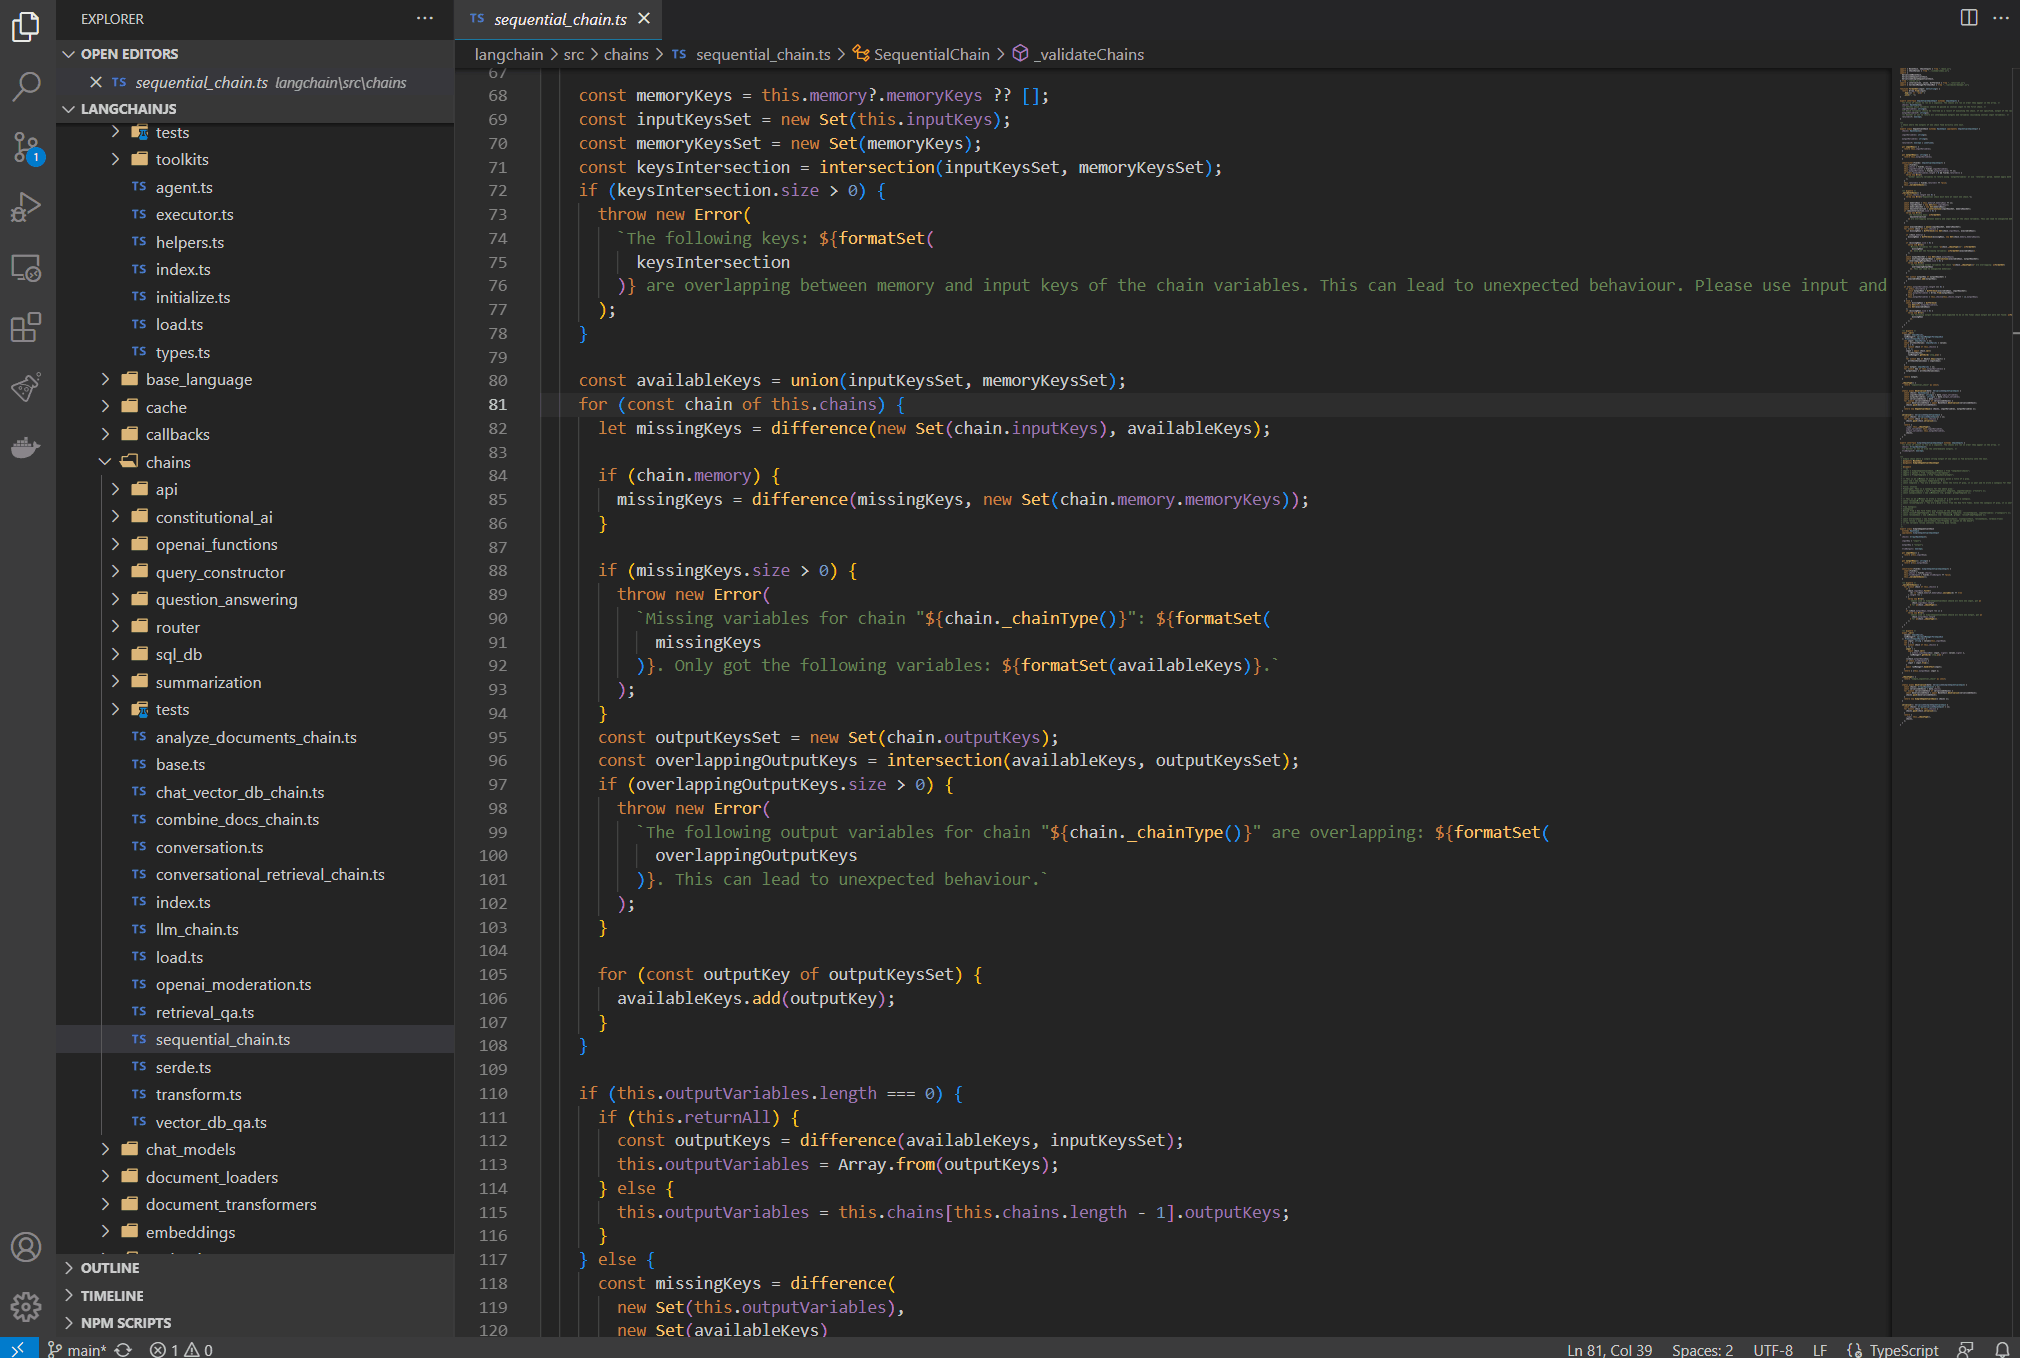 EXPLORER
OPEN EDITORS
TS sequential_chain.ts langchain\src\chains
LANGCHAINJS
tests
toolkits
TS agent.ts
TS executor.ts
TS helpers.ts
TS index.ts
TS initialize.ts
TS load.ts
TS types.ts
base_language
cache
callbacks
chains
api
constitutional_ai
openai_functions
query_constructor
question_answering
router
sql_db
summarization
tests
TS analyze_documents_chain.ts
TS base.ts
TS chat_vector_db_chain.ts
TS combine_docs_chain.ts
TS conversation.ts
TS conversational_retrieval_chain.ts
TS index.ts
TS llm_chain.ts
TS load.ts
TS openai_moderation.ts
TS retrieval_qa.ts
TS sequential_chain.ts
TS serde.ts
TS transform.ts
TS vector_db_qa.ts
chat_models
document_loaders
document_transformers
embeddings
OUTLINE
TIMELINE
NPM SCRIPTS
1
TS sequential_chain.ts
langchain > src > chains > TS sequential_chain.ts > SequentialChain > _validateChains
67
68 const memoryKeys = this.memory?.memoryKeys ?? [];
69 const inputKeysSet = new Set(this.inputKeys);
70 const memoryKeysSet = new Set(memoryKeys);
71 const keysIntersection = intersection(inputKeysSet, memoryKeysSet);
72 if (keysIntersection.size > 0) {
73 throw new Error(
74 `The following keys: ${formatSet(
75 keysIntersection
76 )} are overlapping between memory and input keys of the chain variables. This can lead to unexpected behaviour. Please use input and
77 );
78 }
79
80 const availableKeys = union(inputKeysSet, memoryKeysSet);
81 for (const chain of this.chains) {
82 let missingKeys = difference(new Set(chain.inputKeys), availableKeys);
83
84 if (chain.memory) {
85 missingKeys = difference(missingKeys, new Set(chain.memory.memoryKeys));
86 }
87
88 if (missingKeys.size > 0) {
89 throw new Error(
90 `Missing variables for chain "${chain._chainType()}": ${formatSet(
91 missingKeys
92 )}. Only got the following variables: ${formatSet(availableKeys)}.`
93 );
94 }
95 const outputKeysSet = new Set(chain.outputKeys);
96 const overlappingOutputKeys = intersection(availableKeys, outputKeysSet);
97 if (overlappingOutputKeys.size > 0) {
98 throw new Error(
99 `The following output variables for chain "${chain._chainType()}" are overlapping: ${formatSet(
100 overlappingOutputKeys
101 )}. This can lead to unexpected behaviour.`
102 );
103 }
104
105 for (const outputKey of outputKeysSet) {
106 availableKeys.add(outputKey);
107 }
108 }
109
110 if (this.outputVariables.length === 0) {
111 if (this.returnAll) {
112 const outputKeys = difference(availableKeys, inputKeysSet);
113 this.outputVariables = Array.from(outputKeys);
114 } else {
115 this.outputVariables = this.chains[this.chains.length - 1].outputKeys;
116 }
117 } else {
118 const missingKeys = difference(
119 new Set(this.outputVariables),
120 new Set(availableKeys)
main* 1 0
Ln 81, Col 39 Spaces: 2 UTF-8 LF {} TypeScript